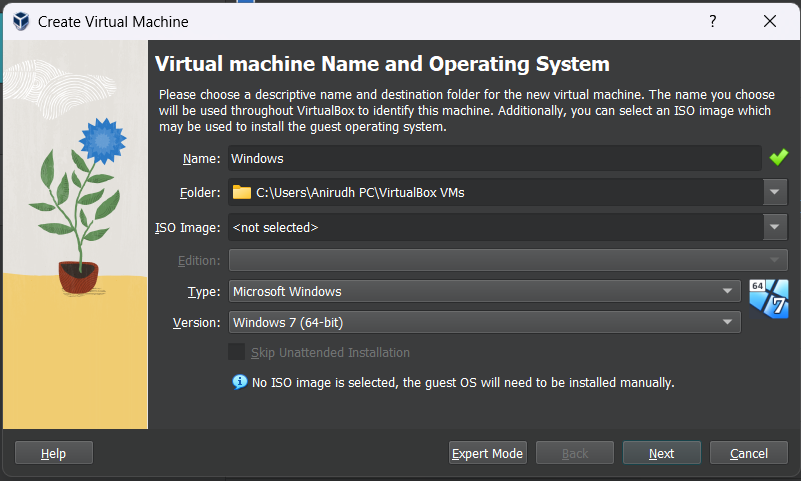 Create Virtual Machine
?
Virtual machine Name and Operating System
Please choose a descriptive name and destination folder for the new virtual machine. The name you choose
will be used throughout VirtualBox to identify this machine. Additionally, you can select an ISO image which
may be used to install the guest operating system.
Name: Windows
Folder: C:\Users\Anirudh PC\VirtualBox VMs
ISO Image: <not selected>
Edition:
Type: Microsoft Windows
64
7
Version: Windows 7 (64-bit)
Skip Unattended Installation
No ISO image is selected, the guest OS will need to be installed manually.
Help Expert Mode Back Next Cancel